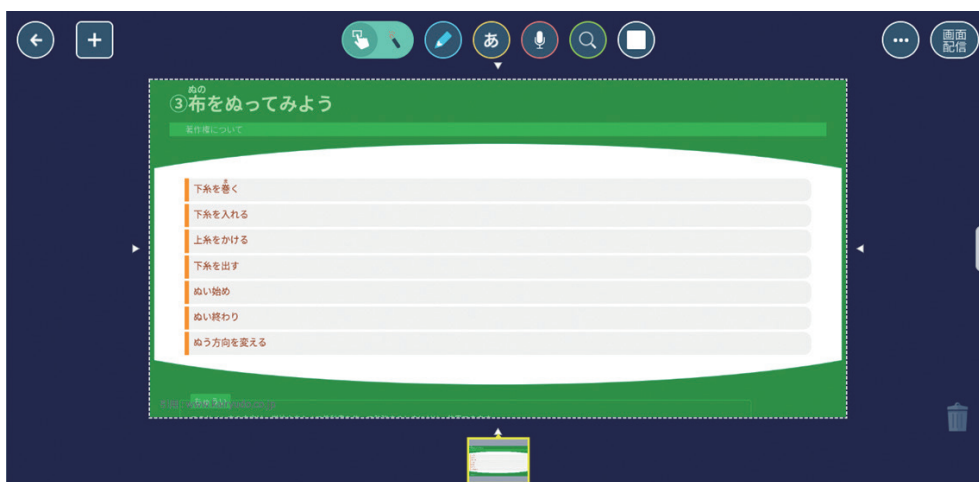 あ
画面
配信
ぬの
③布をぬってみよう
著作権について
ま
下糸を巻く
下糸を入れる
上糸をかける
下糸を出す
ぬい始め
ぬい終わり
ぬう方向を変える